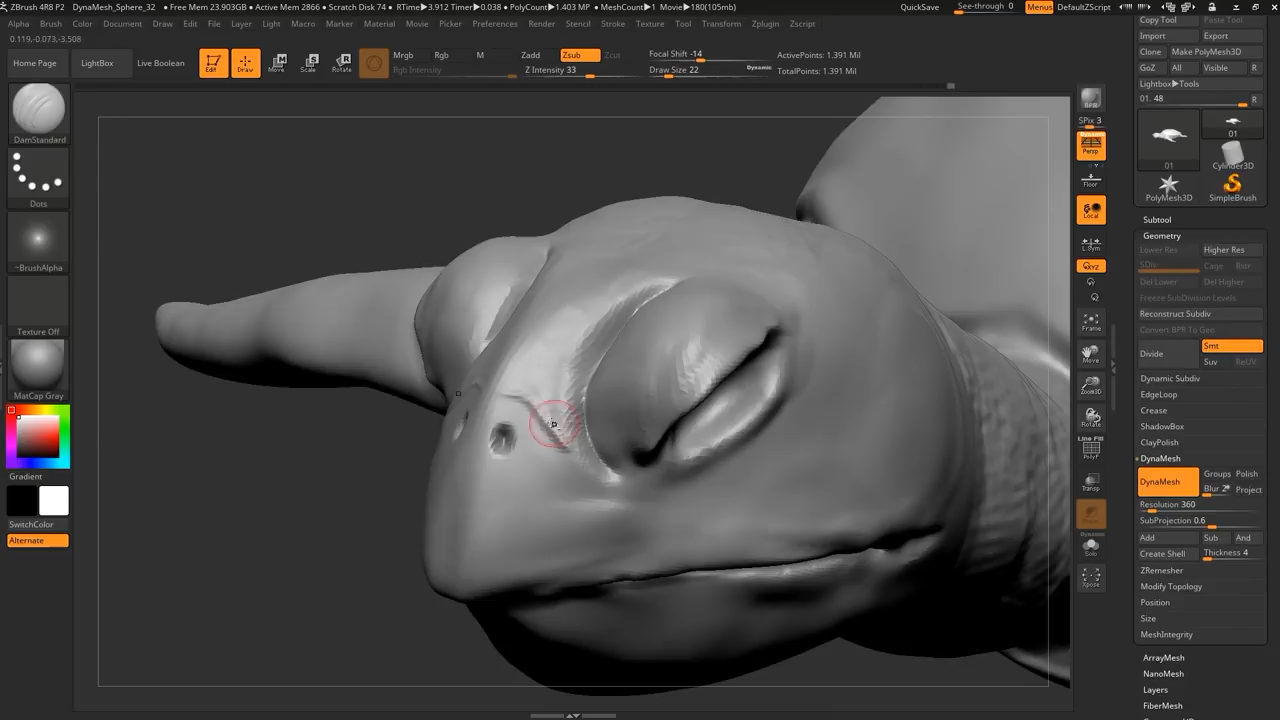 ZBrush 4R8 P2 DynaMesh_Sphere_32 • Free Mem 23.903GB • Active Mem 2866 • Scratch Disk 74 • RTime▶3.912 Timer▶0.038 • PolyCount▶1.403 MP • MeshCount▶1 Movie▶180(105mb) QuickSave See-through 0 Menus DefaultZScript
Alpha Brush Color Document Draw Edit File Layer Light Macro Marker Material Movie Picker Preferences Render Stencil Stroke Texture Tool Transform Zplugin Zscript
0.119,-0.073,-3.508
Home Page LightBox Live Boolean
Edit Draw Move Scale Rotate
Mrgb Rgb M
Rgb Intensity
Zadd Zsub Zcut
Z Intensity 33
Focal Shift -14
Draw Size 22 Dynamic
ActivePoints: 1.391 Mil
TotalPoints: 1.391 Mil
DamStandard
Dots
~BrushAlpha
Texture Off
MatCap Gray
Gradient
SwitchColor
Alternate
BPR
SPix 3
Dynamic
Persp
Floor
Local
L.Sym
XYZ
Frame
Move
Zoom3D
Rotate
Line Fill
PolyF
Transp
Dynamic
Solo
Xpose
Copy Tool Paste Tool
Import Export
Clone Make PolyMesh3D
GoZ All Visible R
Lightbox▶Tools
01. 48 R
01
01
Cylinder3D
PolyMesh3D SimpleBrush
Subtool
Geometry
Lower Res Higher Res
SDiv Cage Rstr
Del Lower Del Higher
Freeze SubDivision Levels
Reconstruct Subdiv
Convert BPR To Geo
Divide Smt
Suv ReUV
Dynamic Subdiv
EdgeLoop
Crease
ShadowBox
ClayPolish
DynaMesh
DynaMesh Groups Polish
Blur 2 Project
Resolution 360
SubProjection 0.6
Add Sub And
Create Shell Thickness 4
ZRemesher
Modify Topology
Position
Size
MeshIntegrity
ArrayMesh
NanoMesh
Layers
FiberMesh